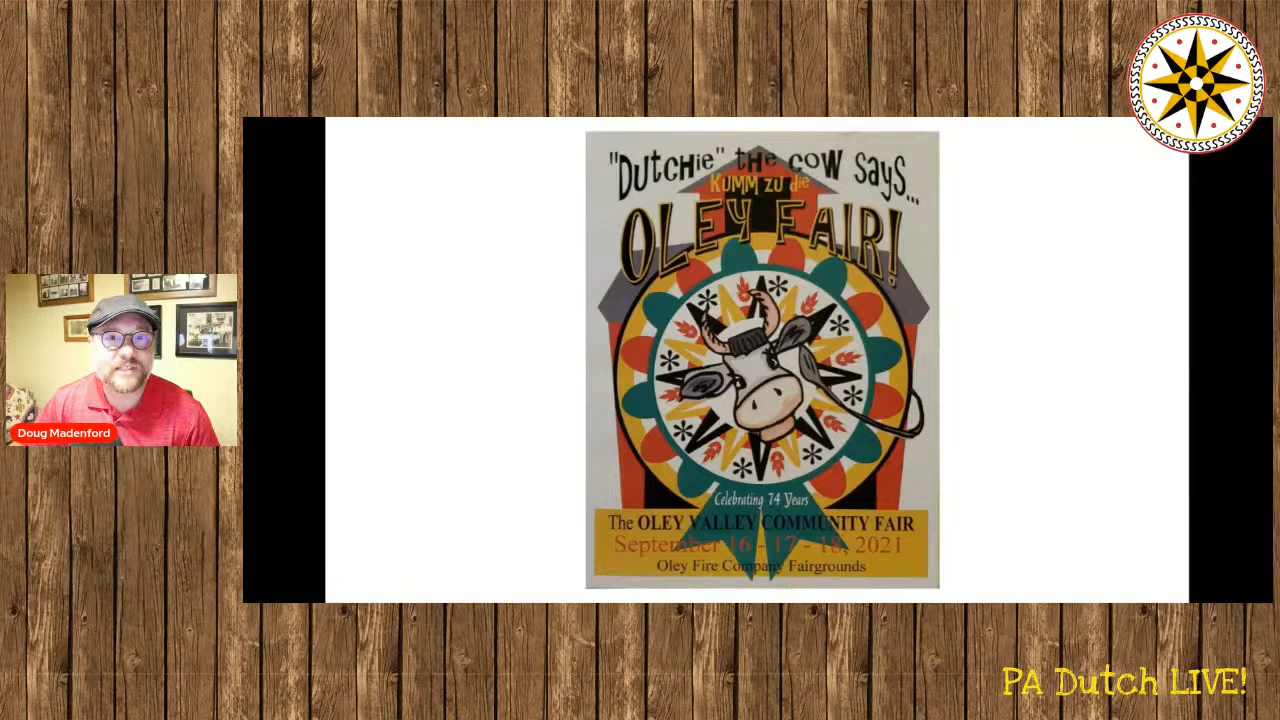 "Dutchie" the cow says...
Kumm zu die
OLEY FAIR!
Celebrating 74 Years
The OLEY VALLEY COMMUNITY FAIR
September 16 - 17 - 18, 2021
Oley Fire Company Fairgrounds
Doug Madenford
PA Dutch LIVE!